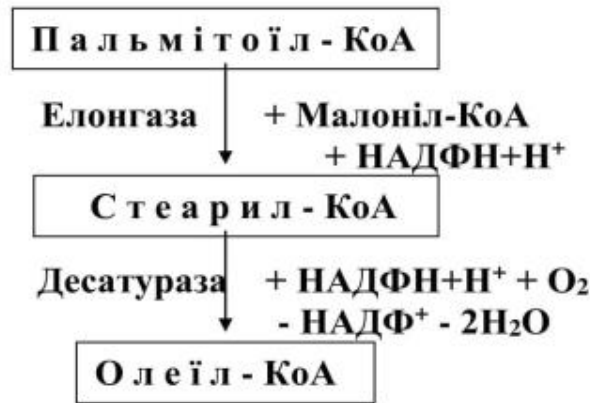 Пальмітоїл - КоА
Елонгаза + Малоніл-КоА
+ НАДФН+Н⁺
Стеарил - КоА
Десатураза + НАДФН+Н⁺ + О₂
- НАДФ⁺ - 2Н₂О
Олеїл - КоА